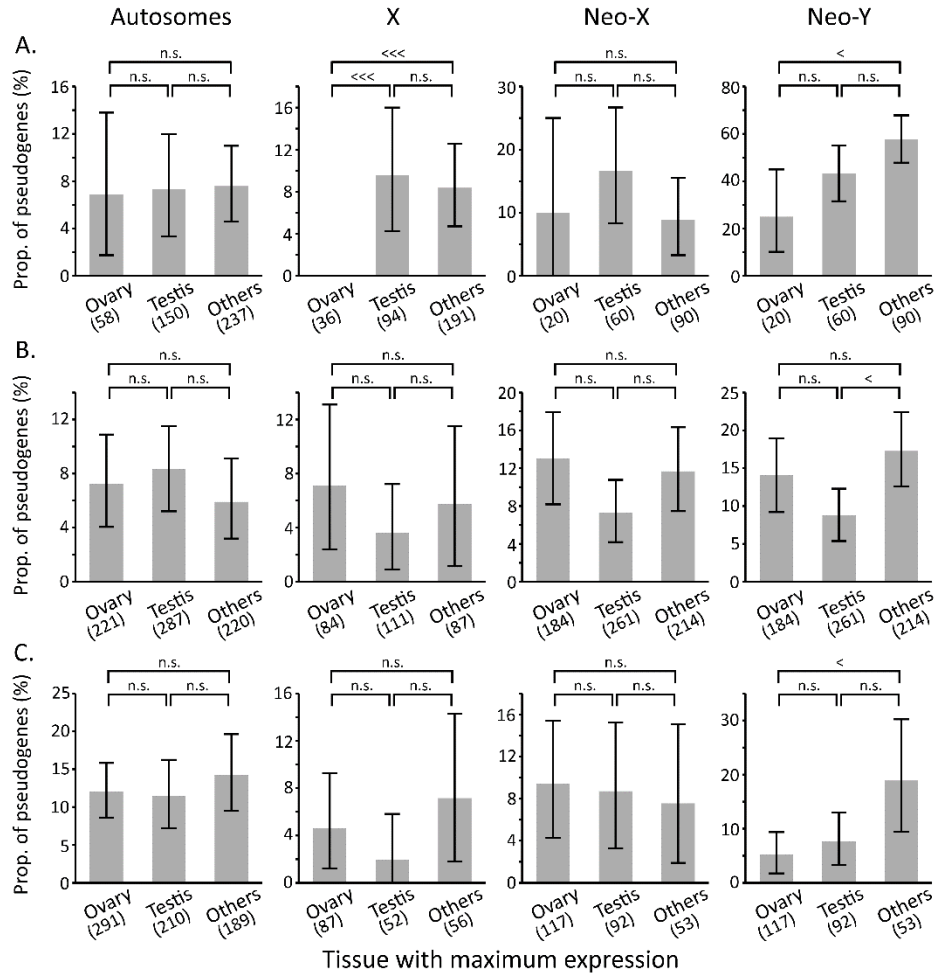 Autosomes X Neo-X Neo-Y
A.
n.s. <<< n.s. <
n.s. n.s. <<< n.s. n.s. n.s. n.s. n.s.
Prop. of pseudogenes (%)
16 12 8 4 0
16 12 8 4
30 20 10 0
80 60 40 20 0
Ovary Testis Others Ovary Testis Others Ovary Testis Others Ovary Testis Others
(58) (150) (237) (36) (94) (191) (20) (60) (90) (20) (60) (90)
B.
n.s. n.s. n.s. n.s.
n.s. n.s. n.s. n.s. n.s. n.s. n.s. <
Prop. of pseudogenes (%)
12 8 4 0
12 8 4 0
20 16 12 8 4 0
25 20 15 10 5 0
Ovary Testis Others Ovary Testis Others Ovary Testis Others Ovary Testis Others
(221) (287) (220) (84) (111) (87) (184) (261) (214) (184) (261) (214)
C.
n.s. n.s. n.s. <
n.s. n.s. n.s. n.s. n.s. n.s. n.s. n.s.
Prop. of pseudogenes (%)
25 20 15 10 5 0
16 12 8 4 0
16 12 8 4 0
30 20 10 0
Ovary Testis Others Ovary Testis Others Ovary Testis Others Ovary Testis Others
(291) (210) (189) (87) (52) (56) (117) (92) (53) (117) (92) (53)
Tissue with maximum expression